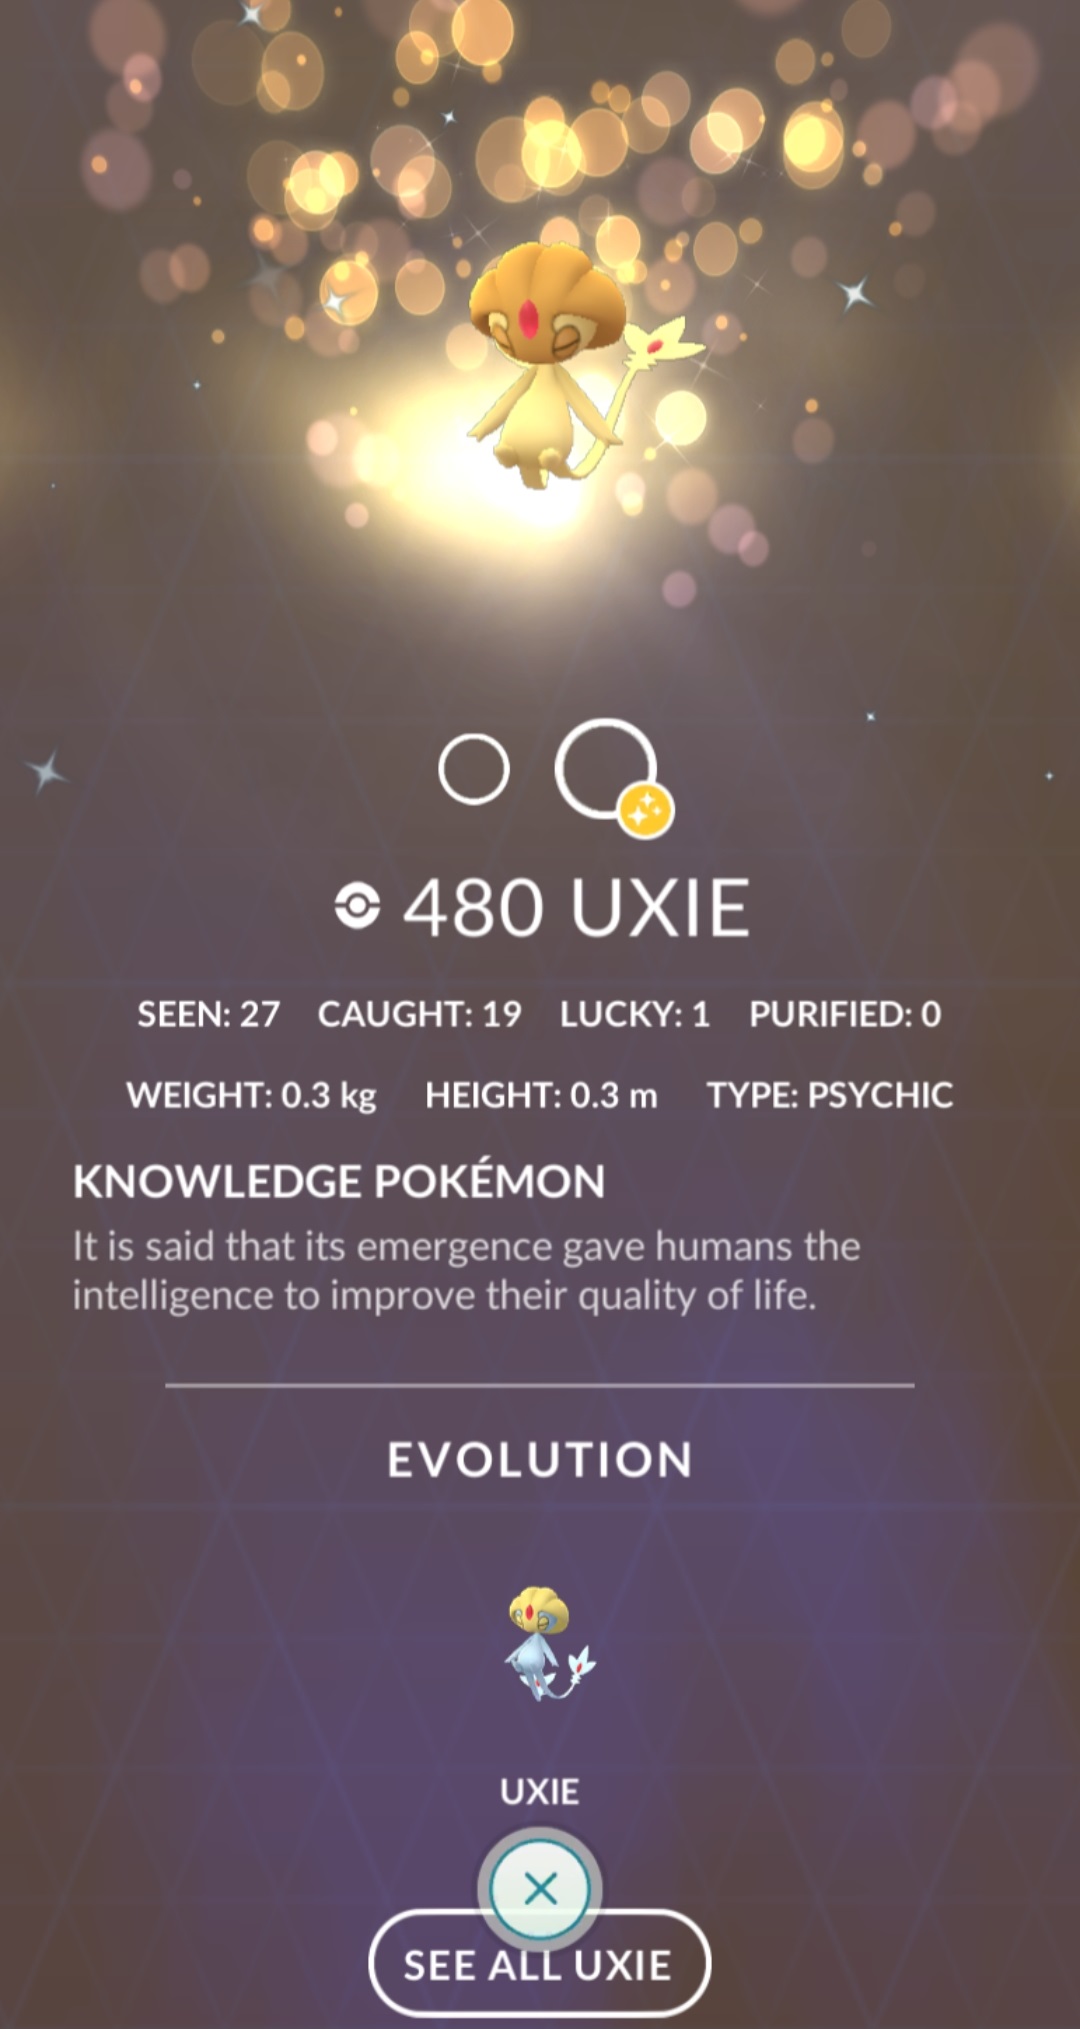 480 UXIE
SEEN: 27 CAUGHT: 19 LUCKY: 1 PURIFIED: 0
WEIGHT: 0.3 kg HEIGHT: 0.3 m TYPE: PSYCHIC
KNOWLEDGE POKÉMON
It is said that its emergence gave humans the
intelligence to improve their quality of life.
EVOLUTION
UXIE
SEE ALL UXIE